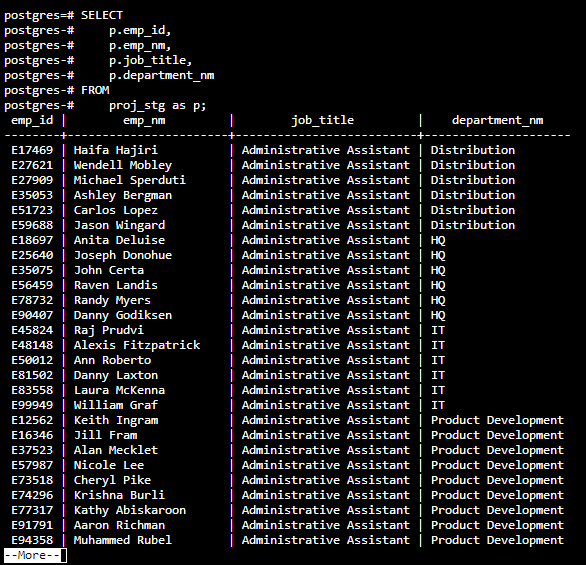 postgres=# SELECT
postgres-#     p.emp_id,
postgres-#     p.emp_nm,
postgres-#     p.job_title,
postgres-#     p.department_nm
postgres-# FROM
postgres-#     proj_stg as p;
 emp_id |        emp_nm         |        job_title         |    department_nm
--------+-----------------------+--------------------------+---------------------
 E17469 | Haifa Hajiri          | Administrative Assistant | Distribution
 E27621 | Wendell Mobley        | Administrative Assistant | Distribution
 E27909 | Michael Sperduti      | Administrative Assistant | Distribution
 E35053 | Ashley Bergman        | Administrative Assistant | Distribution
 E51723 | Carlos Lopez          | Administrative Assistant | Distribution
 E59688 | Jason Wingard         | Administrative Assistant | Distribution
 E18697 | Anita Deluise         | Administrative Assistant | HQ
 E25640 | Joseph Donohue        | Administrative Assistant | HQ
 E35075 | John Certa            | Administrative Assistant | HQ
 E56459 | Raven Landis          | Administrative Assistant | HQ
 E78732 | Randy Myers           | Administrative Assistant | HQ
 E90407 | Danny Godiksen        | Administrative Assistant | HQ
 E45824 | Raj Prudvi            | Administrative Assistant | IT
 E48148 | Alexis Fitzpatrick    | Administrative Assistant | IT
 E50012 | Ann Roberto           | Administrative Assistant | IT
 E81502 | Danny Laxton          | Administrative Assistant | IT
 E83558 | Laura McKenna         | Administrative Assistant | IT
 E99949 | William Graf          | Administrative Assistant | IT
 E12562 | Keith Ingram          | Administrative Assistant | Product Development
 E16346 | Jill Fram             | Administrative Assistant | Product Development
 E37523 | Alan Mecklet          | Administrative Assistant | Product Development
 E57987 | Nicole Lee            | Administrative Assistant | Product Development
 E73518 | Cheryl Pike           | Administrative Assistant | Product Development
 E74296 | Krishna Burli         | Administrative Assistant | Product Development
 E77317 | Kathy Abiskaroon      | Administrative Assistant | Product Development
 E91791 | Aaron Richman         | Administrative Assistant | Product Development
 E94358 | Muhammed Rubel        | Administrative Assistant | Product Development
--More--